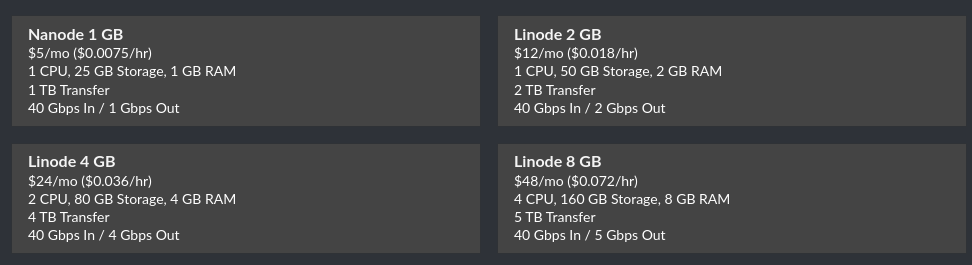 Nanode 1 GB
$5/mo ($0.0075/hr)
1 CPU, 25 GB Storage, 1 GB RAM
1 TB Transfer
40 Gbps In / 1 Gbps Out
Linode 2 GB
$12/mo ($0.018/hr)
1 CPU, 50 GB Storage, 2 GB RAM
2 TB Transfer
40 Gbps In / 2 Gbps Out
Linode 4 GB
$24/mo ($0.036/hr)
2 CPU, 80 GB Storage, 4 GB RAM
4 TB Transfer
40 Gbps In / 4 Gbps Out
Linode 8 GB
$48/mo ($0.072/hr)
4 CPU, 160 GB Storage, 8 GB RAM
5 TB Transfer
40 Gbps In / 5 Gbps Out